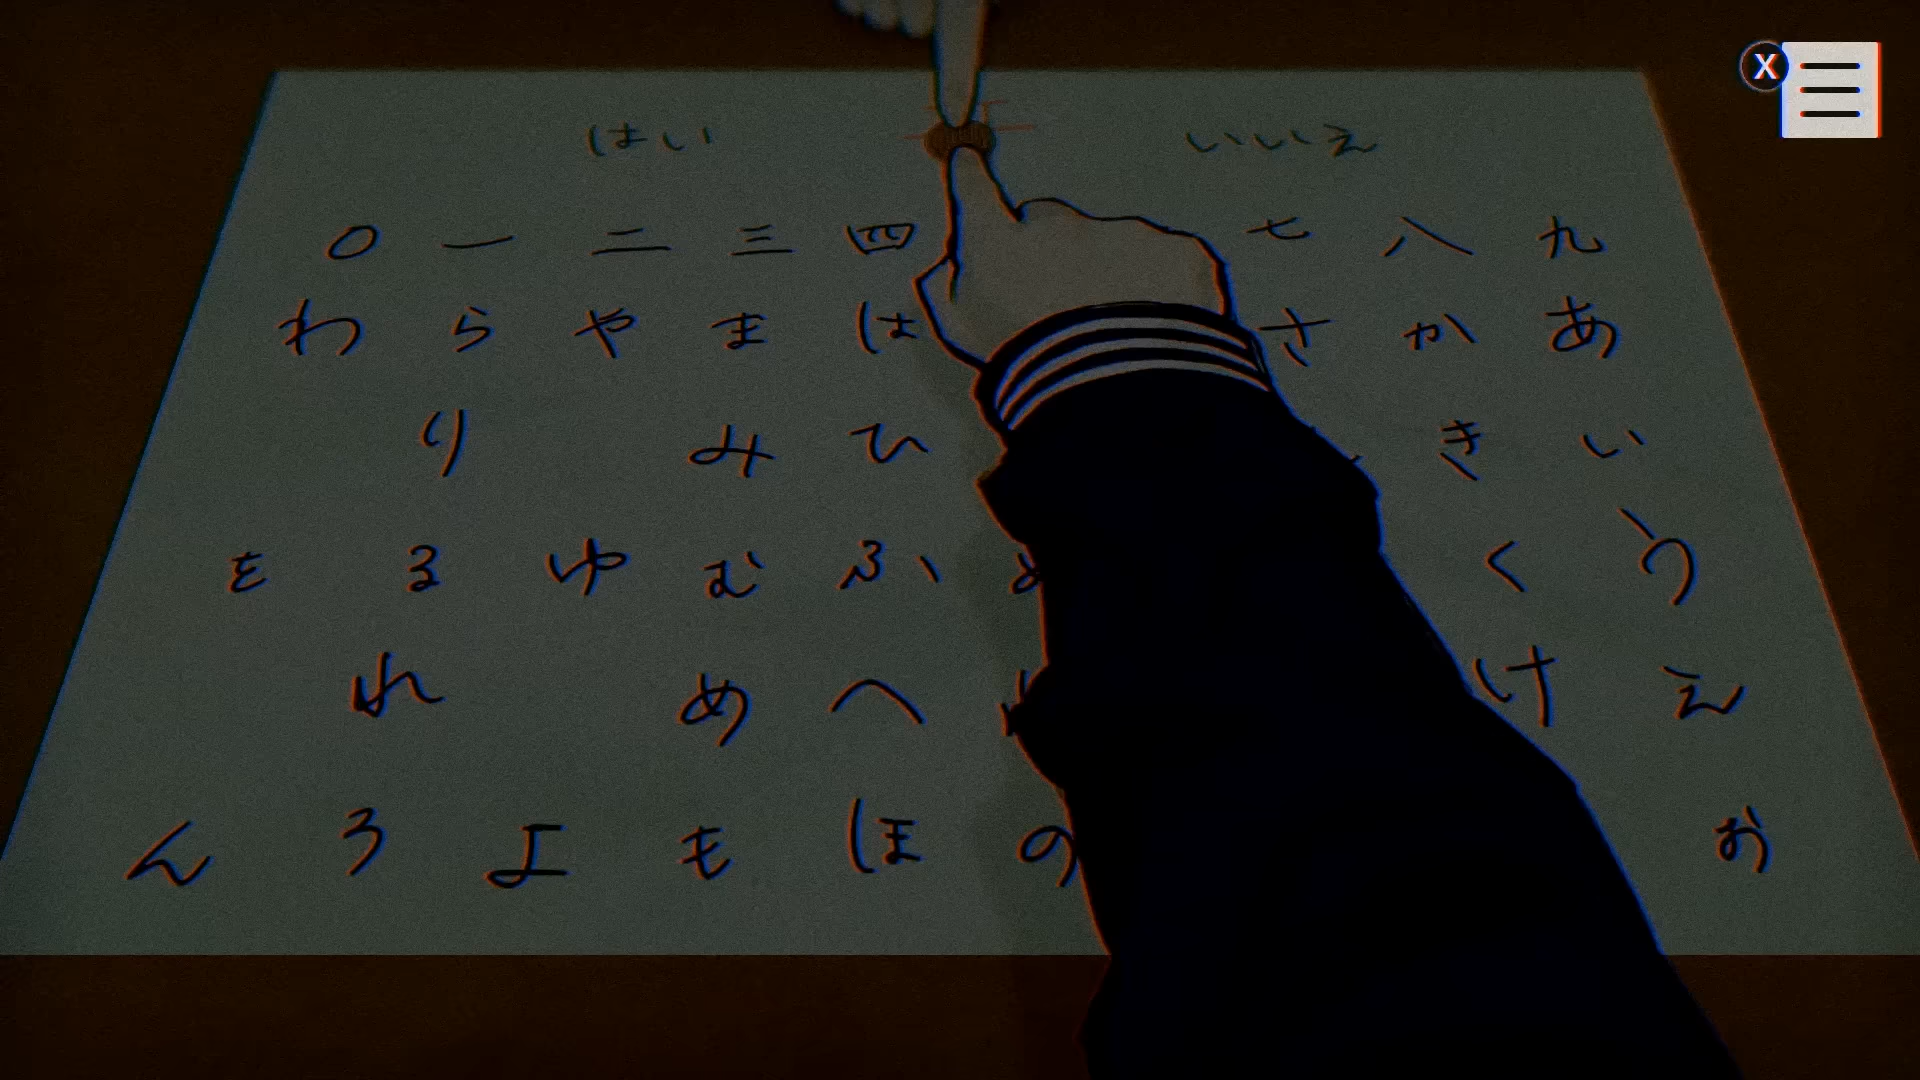 X
はい いいえ
〇 一 二 三 四 七 八 九
わ ら や ま は さ か あ
り み ひ き い
を る ゆ む ふ ぬ く う
れ め へ け え
ん ろ よ も ほ の お